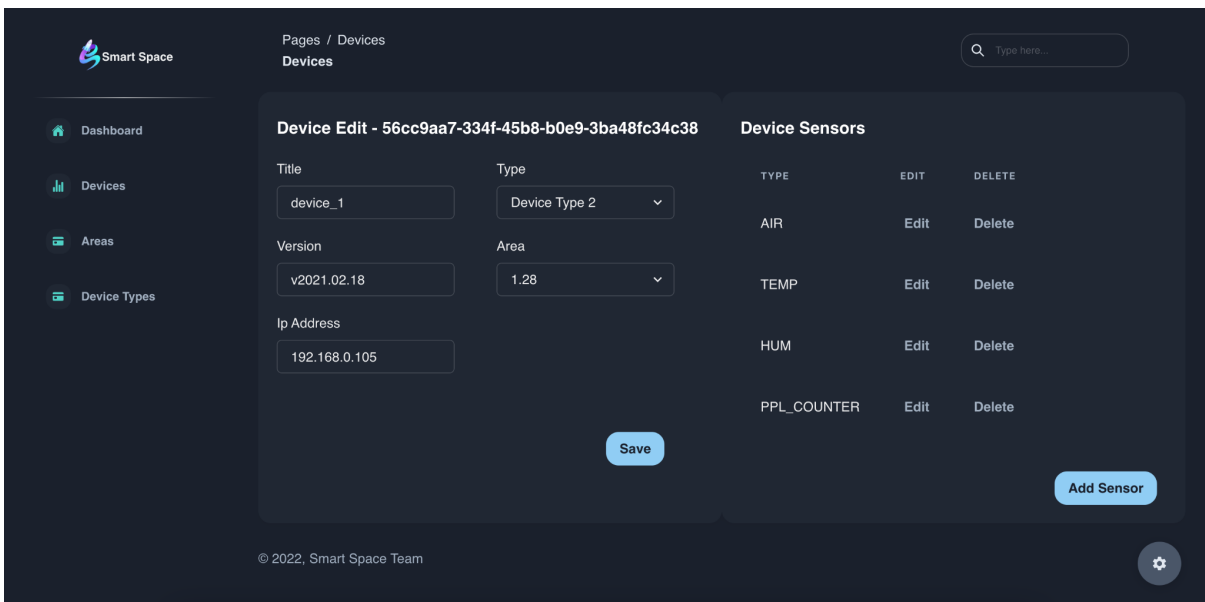 Smart Space
Pages / Devices
Devices
Type here...
Dashboard
Devices
Areas
Device Types
Device Edit - 56cc9aa7-334f-45b8-b0e9-3ba48fc34c38
Title
Type
device_1
Device Type 2
Version
Area
v2021.02.18
1.28
Ip Address
192.168.0.105
Save
Device Sensors
TYPE EDIT DELETE
AIR Edit Delete
TEMP Edit Delete
HUM Edit Delete
PPL_COUNTER Edit Delete
Add Sensor
© 2022, Smart Space Team